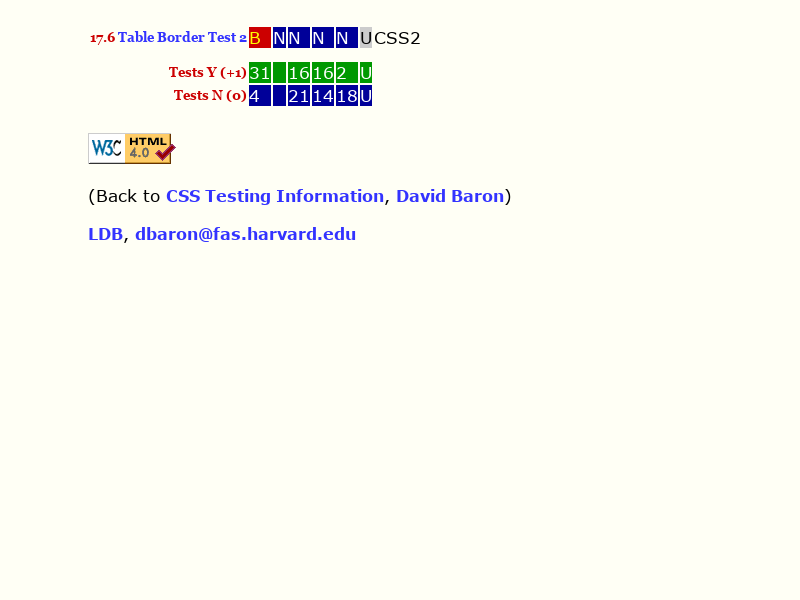 17.6 Table Border Test 2 B N N N N U CSS2
Tests Y (+1) 31 16 16 2 U
Tests N (0) 4 21 14 18 U
W3C HTML 4.0
(Back to CSS Testing Information, David Baron)
LDB, dbaron@fas.harvard.edu